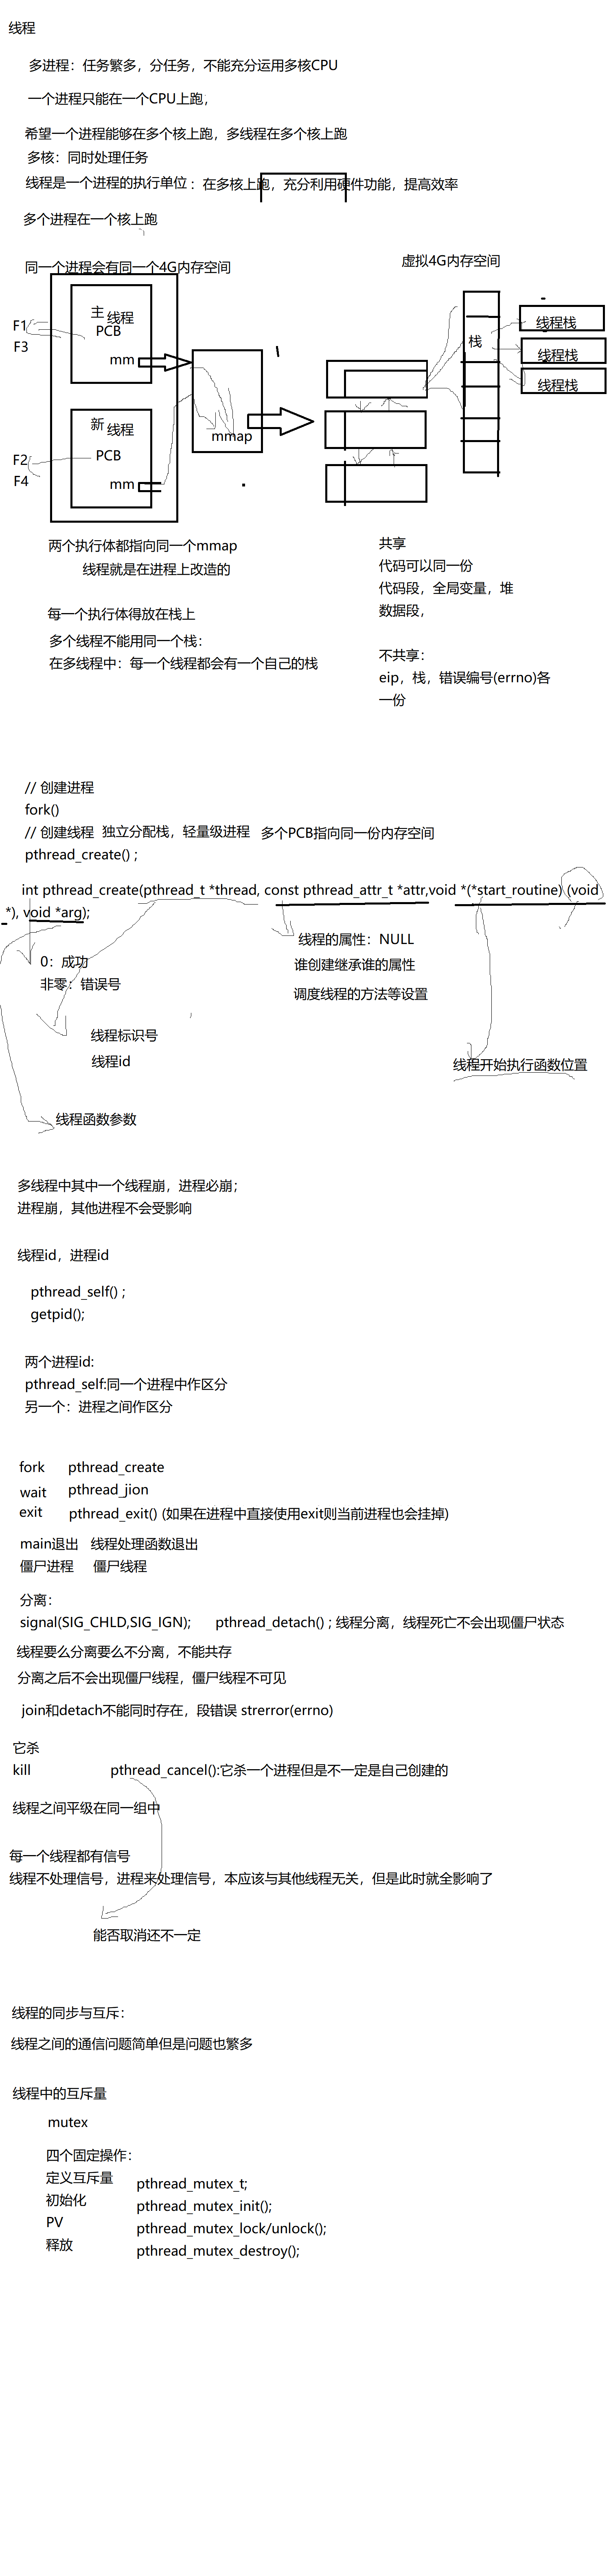 线程
多进程：任务繁多，分任务，不能充分运用多核CPU
一个进程只能在一个CPU上跑，
希望一个进程能够在多个核上跑，多线程在多个核上跑
多核：同时处理任务
线程是一个进程的执行单位：在多核上跑，充分利用硬件功能，提高效率
多个进程在一个核上跑
同一个进程会有同一个4G内存空间
虚拟4G内存空间
主 线程
PCB
mm
F1
F3
新 线程
PCB
mm
F2
F4
mmap
栈
线程栈
线程栈
线程栈
两个执行体都指向同一个mmap
线程就是在进程上改造的
每一个执行体得放在栈上
多个线程不能用同一个栈：
在多线程中：每一个线程都会有一个自己的栈
共享
代码可以同一份
代码段，全局变量，堆
数据段，
不共享：
eip，栈，错误编号(errno)各
一份
// 创建进程
fork()
// 创建线程 独立分配栈，轻量级进程 多个PCB指向同一份内存空间
pthread_create() ;
int pthread_create(pthread_t *thread, const pthread_attr_t *attr,void *(*start_routine) (void
*), void *arg);
0：成功
非零：错误号
线程的属性：NULL
谁创建继承谁的属性
调度线程的方法等设置
线程标识号
线程id
线程开始执行函数位置
线程函数参数
多线程中其中一个线程崩，进程必崩；
进程崩，其他进程不会受影响
线程id，进程id
pthread_self() ;
getpid();
两个进程id:
pthread_self:同一个进程中作区分
另一个：进程之间作区分
fork pthread_create
wait pthread_jion
exit pthread_exit() (如果在进程中直接使用exit则当前进程也会挂掉)
main退出 线程处理函数退出
僵尸进程 僵尸线程
分离：
signal(SIG_CHLD,SIG_IGN); pthread_detach() ; 线程分离，线程死亡不会出现僵尸状态
线程要么分离要么不分离，不能共存
分离之后不会出现僵尸线程，僵尸线程不可见
join和detach不能同时存在，段错误 strerror(errno)
它杀
kill pthread_cancel():它杀一个进程但是不一定是自己创建的
线程之间平级在同一组中
每一个线程都有信号
线程不处理信号，进程来处理信号，本应该与其他线程无关，但是此时就全影响了
能否取消还不一定
线程的同步与互斥：
线程之间的通信问题简单但是问题也繁多
线程中的互斥量
mutex
四个固定操作：
定义互斥量 pthread_mutex_t;
初始化 pthread_mutex_init();
PV pthread_mutex_lock/unlock();
释放 pthread_mutex_destroy();